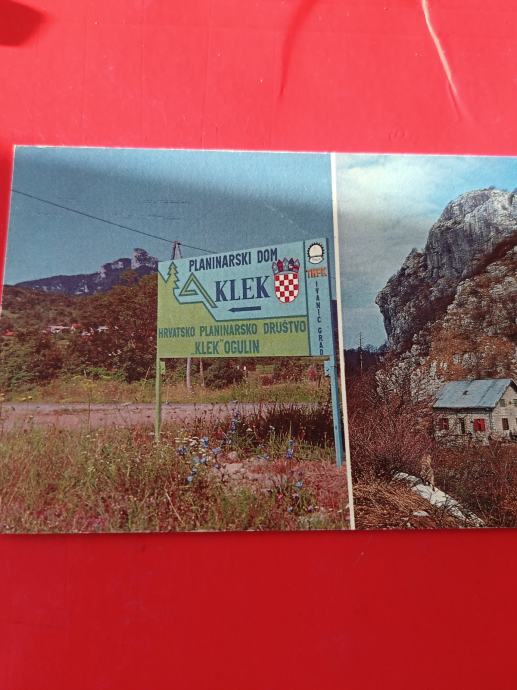 PLANINARSKI DOM
KLEK
HRVATSKO PLANINARSKO DRUŠTVO
„KLEK" OGULIN
IVANIĆ GRAD